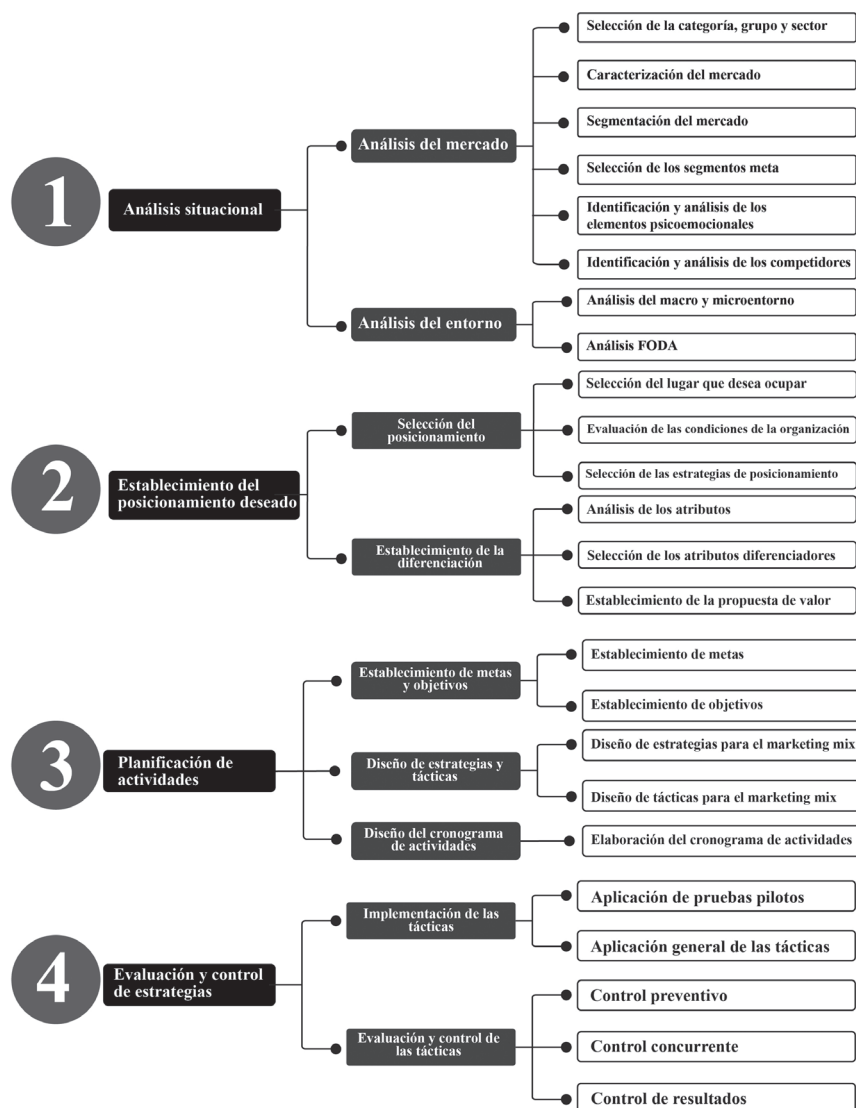 1
Análisis situacional
Análisis del mercado
Selección de la categoría, grupo y sector
Caracterización del mercado
Segmentación del mercado
Selección de los segmentos meta
Identificación y análisis de los
elementos psicoemocionales
Identificación y análisis de los competidores
Análisis del entorno
Análisis del macro y microentorno
Análisis FODA
2
Establecimiento del
posicionamiento deseado
Selección del
posicionamiento
Selección del lugar que desea ocupar
Evaluación de las condiciones de la organización
Selección de las estrategias de posicionamiento
Establecimiento de la
diferenciación
Análisis de los atributos
Selección de los atributos diferenciadores
Establecimiento de la propuesta de valor
3
Planificación de
actividades
Establecimiento de metas
y objetivos
Establecimiento de metas
Establecimiento de objetivos
Diseño de estrategias y
tácticas
Diseño de estrategias para el marketing mix
Diseño de tácticas para el marketing mix
Diseño del cronograma
de actividades
Elaboración del cronograma de actividades
4
Evaluación y control
de estrategias
Implementación de las
tácticas
Aplicación de pruebas pilotos
Aplicación general de las tácticas
Evaluación y control de
las tácticas
Control preventivo
Control concurrente
Control de resultados